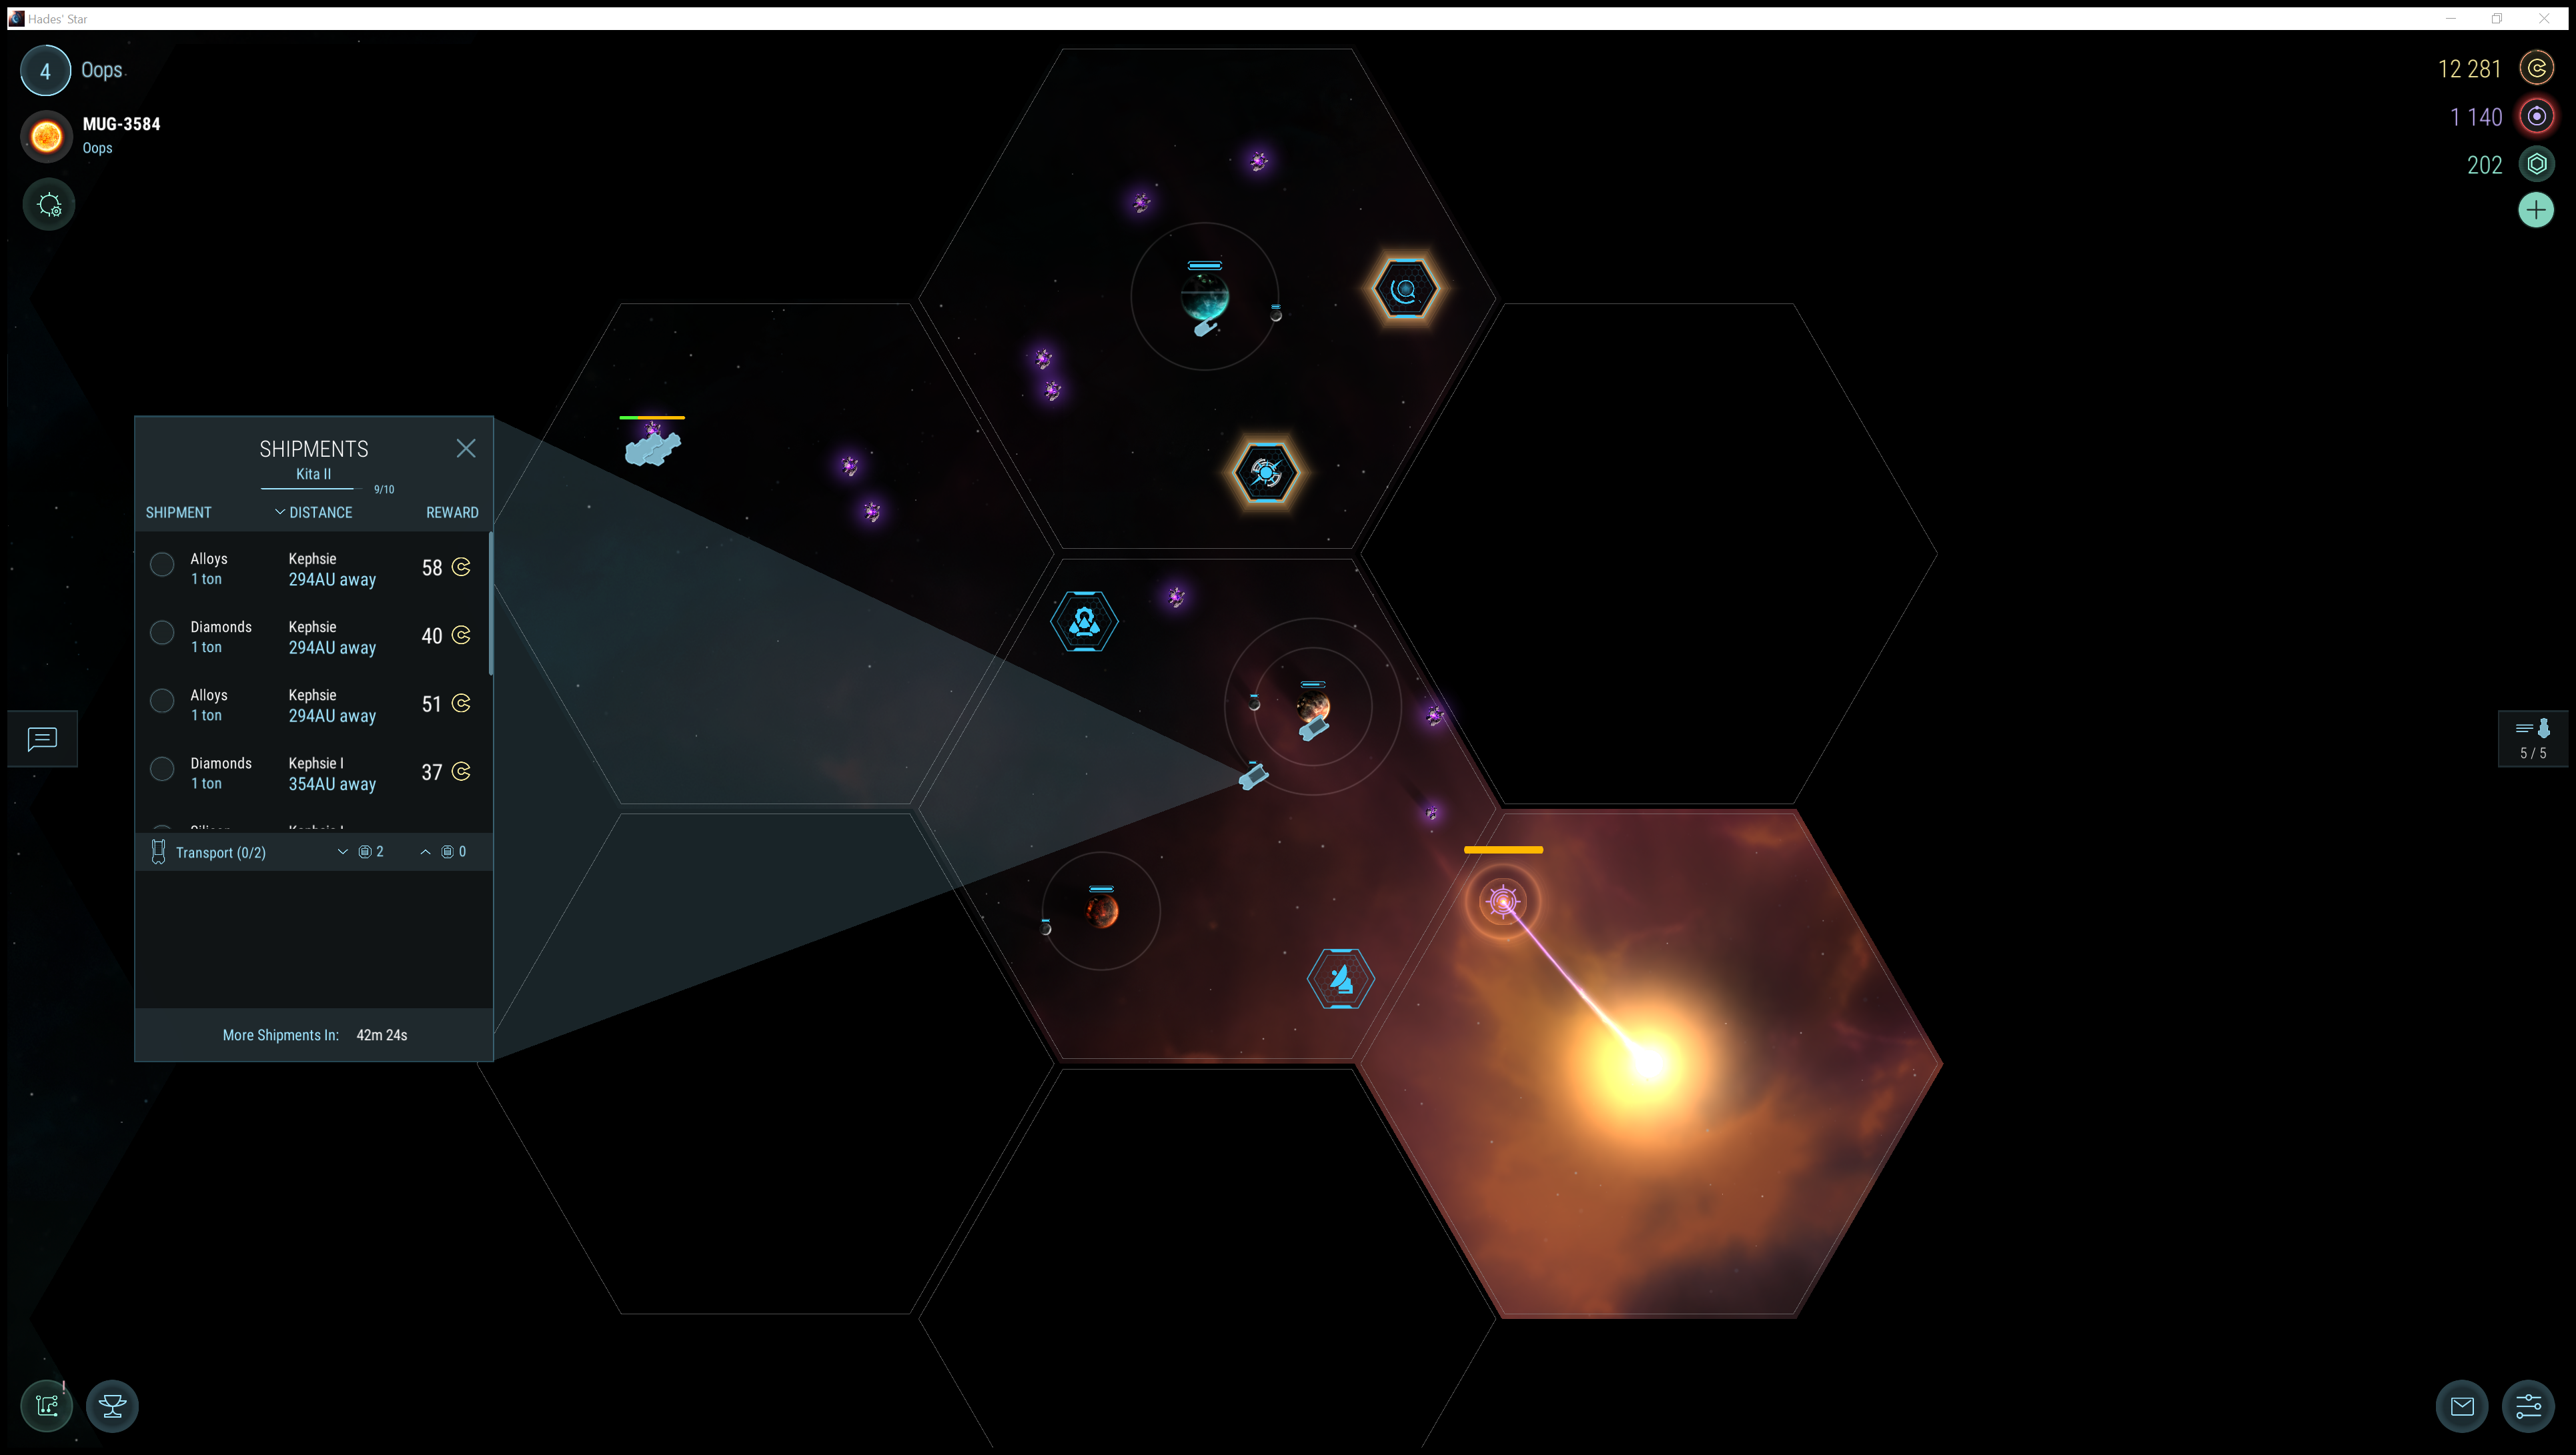 Hades' Star
4 Oops
MUG-3584
Oops
12 281
1 140
202
SHIPMENTS
Kita II
9/10
SHIPMENT DISTANCE REWARD
Alloys Kephsie 58
1 ton 294AU away
Diamonds Kephsie 40
1 ton 294AU away
Alloys Kephsie 51
1 ton 294AU away
Diamonds Kephsie I 37
1 ton 354AU away
Transport (0/2) 2 0
More Shipments In: 42m 24s
5 / 5
!